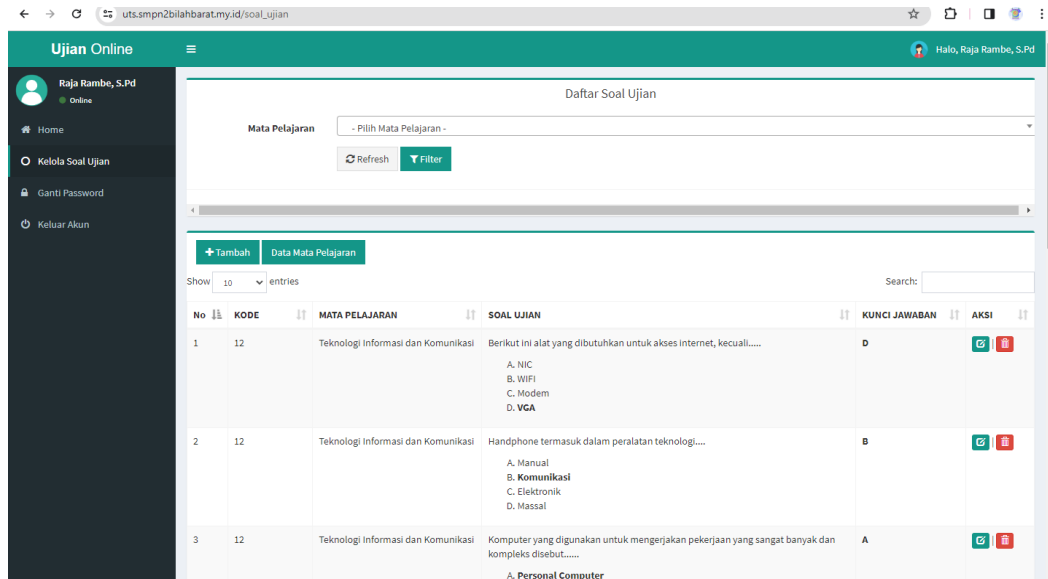 uts.smpn2bilahbarat.my.id/soal_ujian
Ujian Online
Halo, Raja Rambe, S.Pd
Raja Rambe, S.Pd
Online
Home
Kelola Soal Ujian
Ganti Password
Keluar Akun
Daftar Soal Ujian
Mata Pelajaran
- Pilih Mata Pelajaran -
Refresh Filter
+Tambah Data Mata Pelajaran
Show 10 entries Search:
No KODE MATA PELAJARAN SOAL UJIAN KUNCI JAWABAN AKSI
1 12 Teknologi Informasi dan Komunikasi Berikut ini alat yang dibutuhkan untuk akses internet, kecuali..... D
A. NIC
B. WIFI
C. Modem
D. VGA
2 12 Teknologi Informasi dan Komunikasi Handphone termasuk dalam peralatan teknologi.... B
A. Manual
B. Komunikasi
C. Elektronik
D. Massal
3 12 Teknologi Informasi dan Komunikasi Komputer yang digunakan untuk mengerjakan pekerjaan yang sangat banyak dan A
kompleks disebut......
A. Personal Computer